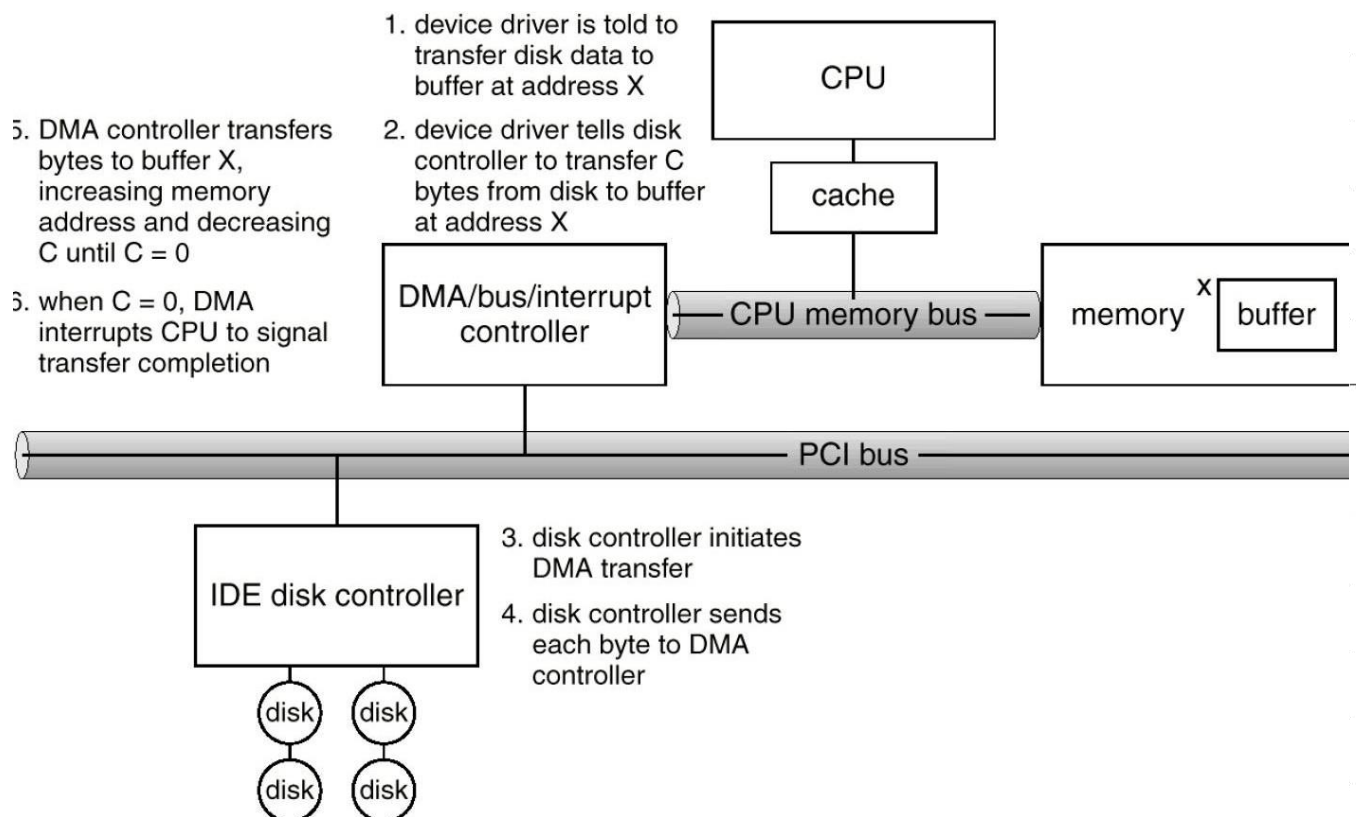 1. device driver is told to
transfer disk data to
buffer at address X
2. device driver tells disk
controller to transfer C
bytes from disk to buffer
at address X
CPU
cache
5. DMA controller transfers
bytes to buffer X,
increasing memory
address and decreasing
C until C = 0
6. when C = 0, DMA
interrupts CPU to signal
transfer completion
DMA/bus/interrupt
controller
CPU memory bus
memory
x
buffer
PCI bus
IDE disk controller
3. disk controller initiates
DMA transfer
4. disk controller sends
each byte to DMA
controller
disk
disk
disk
disk